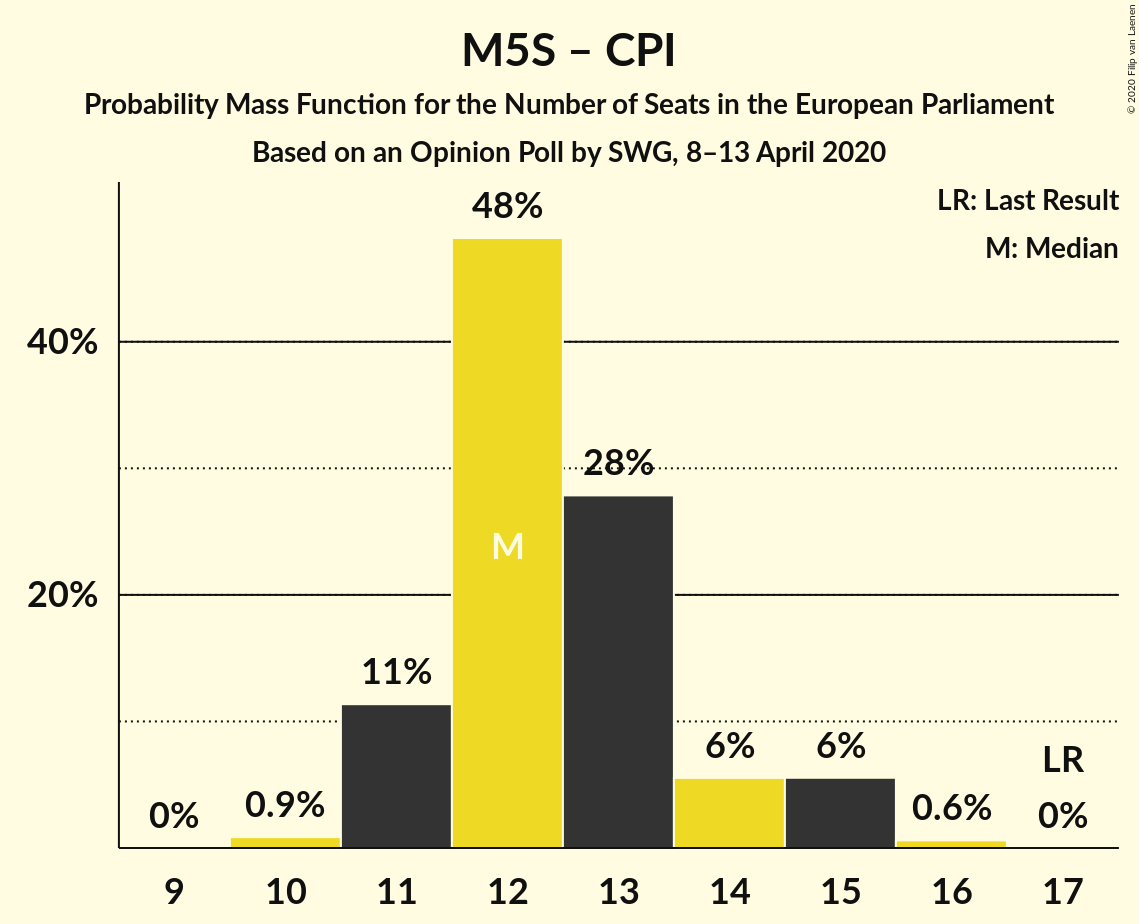 M5S – CPI
Probability Mass Function for the Number of Seats in the European Parliament
Based on an Opinion Poll by SWG, 8–13 April 2020
© 2020 Filip van Laenen
LR: Last Result
M: Median
48%
40%
28%
M
20%
11%
6%
6%
LR
0%
0.9%
0.6%
0%
9 10 11 12 13 14 15 16 17